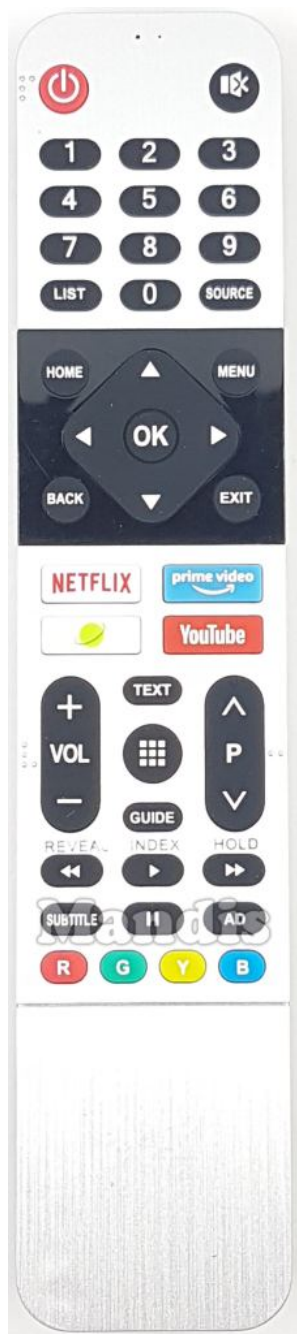 1 2 3
4 5 6
7 8 9
LIST 0 SOURCE
HOME MENU
OK
BACK EXIT
NETFLIX prime video
YouTube
TEXT
+
VOL P
−
GUIDE
REVEAL INDEX HOLD
SUBTITLE AD
Mandis
R G Y B